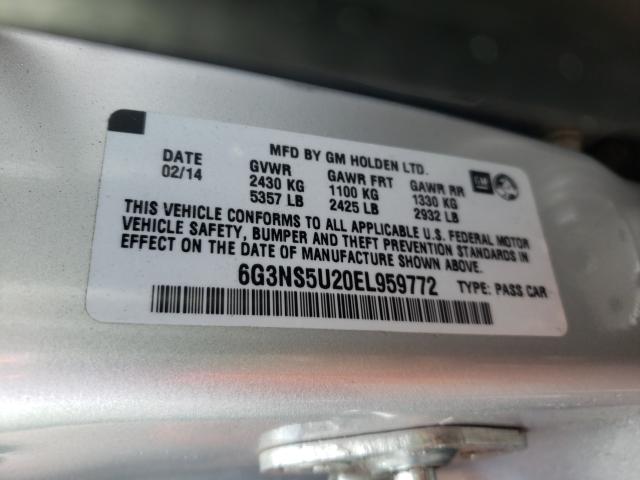 MFD BY GM HOLDEN LTD.
DATE GVWR GAWR FRT GAWR RR
02/14 2430 KG 1100 KG 1330 KG
5357 LB 2425 LB 2932 LB
GM
THIS VEHICLE CONFORMS TO ALL APPLICABLE U.S. FEDERAL MOTOR
VEHICLE SAFETY, BUMPER AND THEFT PREVENTION STANDARDS IN
EFFECT ON THE DATE OF MANUFACTURE SHOWN ABOVE.
6G3NS5U20EL959772 TYPE: PASS CAR